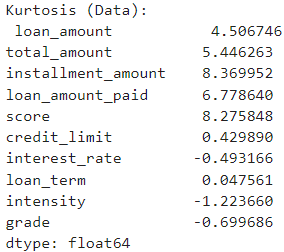 Kurtosis (Data):
 loan_amount           4.506746
total_amount          5.446263
installment_amount    8.369952
loan_amount_paid      6.778640
score                 8.275848
credit_limit          0.429890
interest_rate        -0.493166
loan_term             0.047561
intensity            -1.223660
grade                -0.699686
dtype: float64